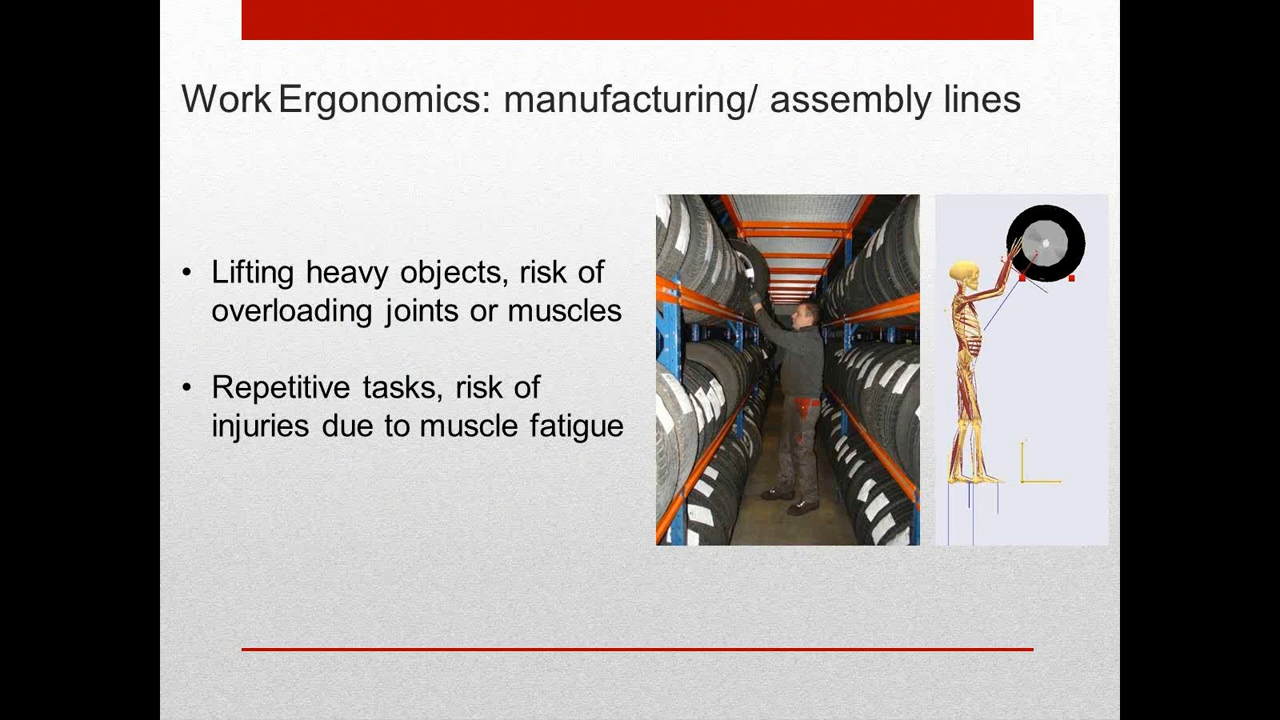 Work Ergonomics: manufacturing/ assembly lines
• Lifting heavy objects, risk of
overloading joints or muscles
• Repetitive tasks, risk of
injuries due to muscle fatigue